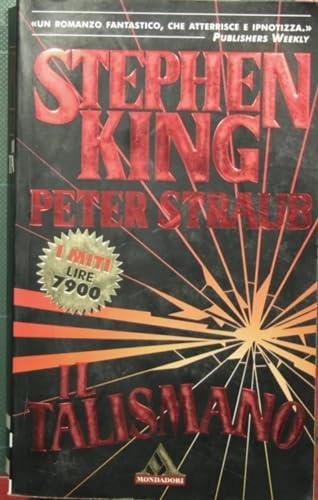 «UN ROMANZO FANTASTICO, CHE ATTERRISCE E IPNOTIZZA.»
PUBLISHERS WEEKLY
STEPHEN
KING
PETER STRAUB
I MITI
LIRE
7900
IL
TALISMANO
MONDADORI